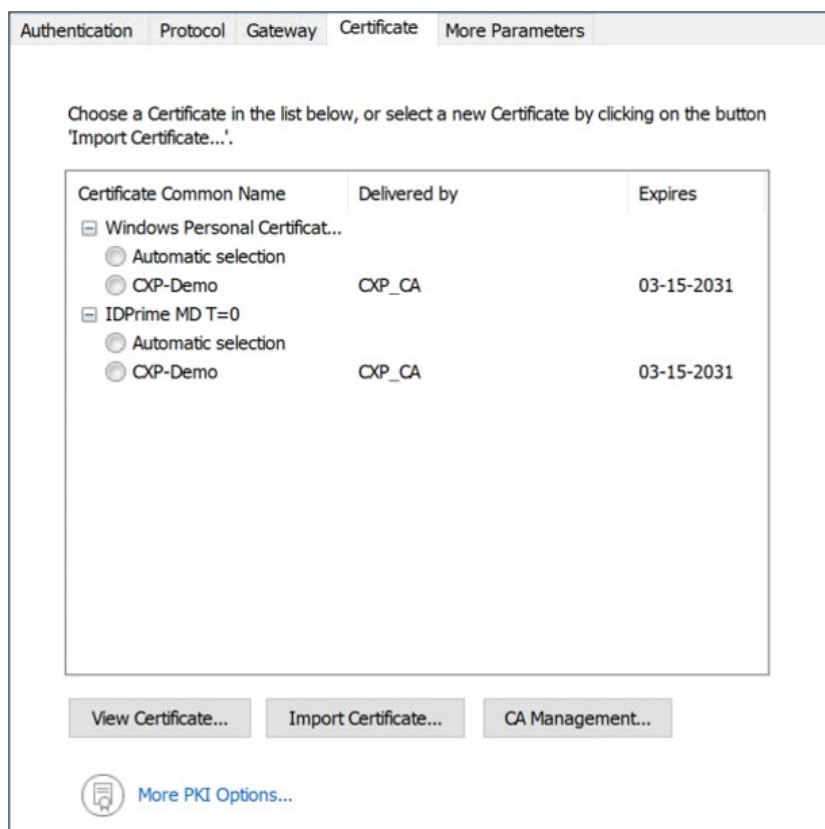 Authentication Protocol Gateway Certificate More Parameters
Choose a Certificate in the list below, or select a new Certificate by clicking on the button
'Import Certificate...'.
Certificate Common Name Delivered by Expires
Windows Personal Certificat...
Automatic selection
CXP-Demo CXP_CA 03-15-2031
IDPrime MD T=0
Automatic selection
CXP-Demo CXP_CA 03-15-2031
View Certificate... Import Certificate... CA Management...
More PKI Options...